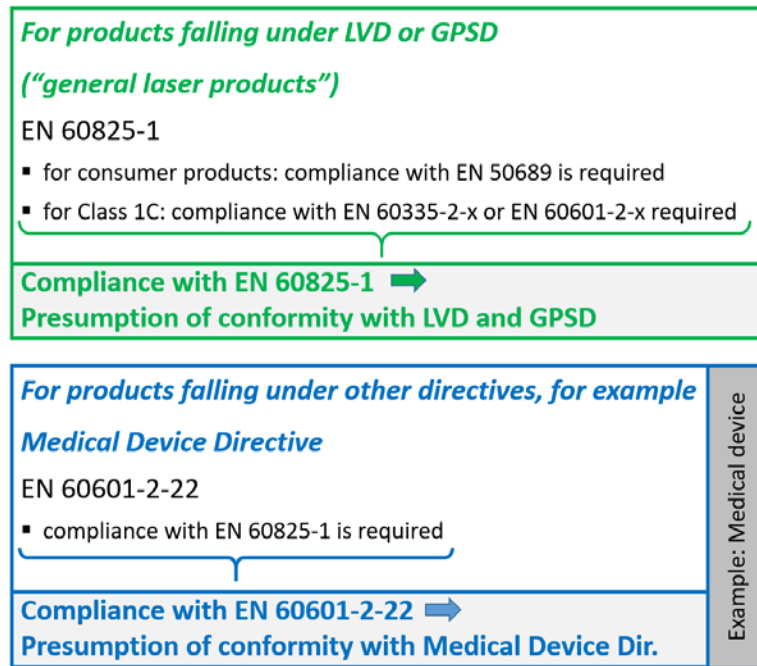 For products falling under LVD or GPSD
(“general laser products”)
EN 60825-1
▪ for consumer products: compliance with EN 50689 is required
▪ for Class 1C: compliance with EN 60335-2-x or EN 60601-2-x required
Compliance with EN 60825-1
Presumption of conformity with LVD and GPSD
For products falling under other directives, for example
Medical Device Directive
EN 60601-2-22
▪ compliance with EN 60825-1 is required
Compliance with EN 60601-2-22
Presumption of conformity with Medical Device Dir.
Example: Medical device